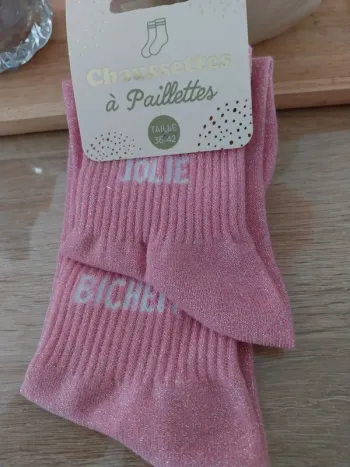 Chaussettes
à Paillettes
TAILLE
36-42
JOLIE